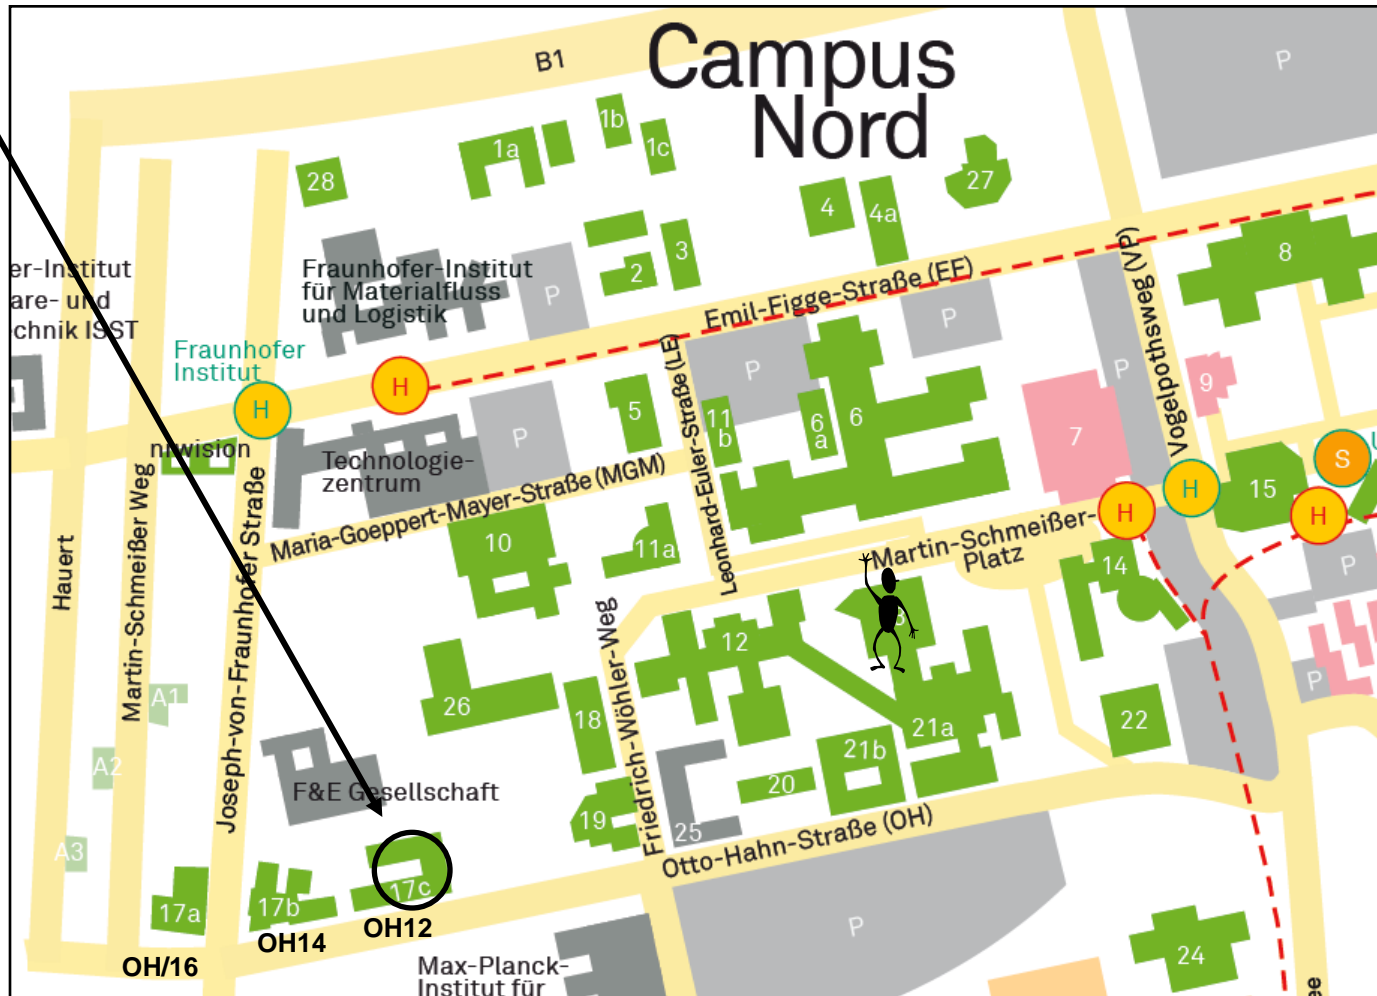 Campus
Nord
B1
P
1b
1a
1c
28
27
4
4a
3
2
8
er-Institut
are- und
echnik ISST
Fraunhofer-Institut
für Materialfluss
und Logistik
P
Emil-Figge-Straße (EF)
P
Vogelpothsweg (VP)
Fraunhofer
Institut
H
H
P
P
9
5
11
b
6
a
6
7
P
Leonhard-Euler-Straße (LE)
Technologie-
zentrum
Maria-Goeppert-Mayer-Straße (MGM)
Hauert
Martin-Schmeißer Weg
Joseph-von-Fraunhofer Straße
10
11a
Martin-Schmeißer-
Platz
H
H
15
S
H
P
14
12
Friedrich-Wöhler-Weg
26
18
21a
21b
22
P
A1
A2
A3
F&E Gesellschaft
20
19
25
Otto-Hahn-Straße (OH)
17a
17b
17c
OH/16
OH14
OH12
P
24
Max-Planck-
Institut für